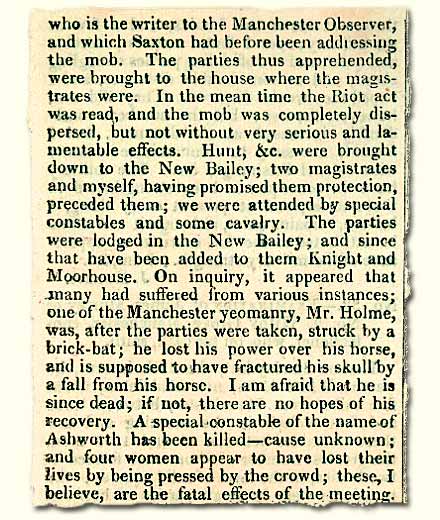 who is the writer to the Manchester Observer,
and which Saxton had before been addressing
the mob. The parties thus apprehended,
were brought to the house where the magis-
trates were. In the mean time the Riot act
was read, and the mob was completely dis-
persed, but not without very serious and la-
mentable effects. Hunt, &c. were brought
down to the New Bailey; two magistrates
and myself, having promised them protection,
preceded them; we were attended by special
constables and some cavalry. The parties
were lodged in the New Bailey; and since
that have been added to them Knight and
Moorhouse. On inquiry, it appeared that
many had suffered from various instances;
one of the Manchester yeomanry, Mr. Holme,
was, after the parties were taken, struck by a
brick-bat; he lost his power over his horse,
and is supposed to have fractured his skull by
a fall from his horse. I am afraid that he is
since dead; if not, there are no hopes of his
recovery. A special constable of the name of
Ashworth has been killed—cause unknown;
and four women appear to have lost their
lives by being pressed by the crowd; these, I
believe, are the fatal effects of the meeting.